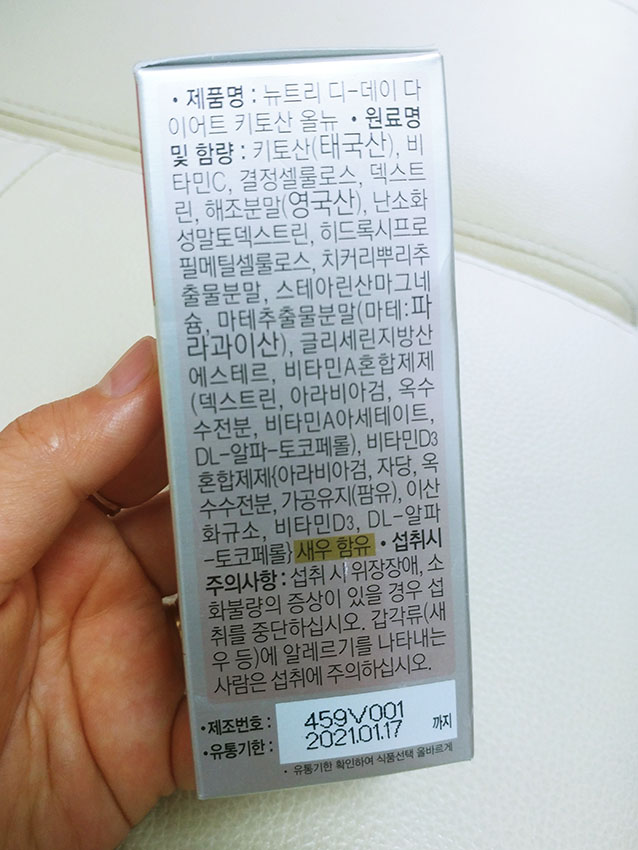 • 제품명 : 뉴트리 디-데이 다
이어트 키토산 올뉴 • 원료명
및 함량 : 키토산(태국산), 비
타민C, 결정셀룰로스, 덱스트
린, 해조분말(영국산), 난소화
성말토덱스트린, 히드록시프로
필메틸셀룰로스, 치커리뿌리추
출물분말, 스테아린산마그네
슘, 마테추출물분말(마테:파
라과이산), 글리세린지방산
에스테르, 비타민A혼합제제
(덱스트린, 아라비아검, 옥수
수전분, 비타민A아세테이트,
DL-알파-토코페롤), 비타민D3
혼합제제{아라비아검, 자당, 옥
수수전분, 가공유지(팜유), 이산
화규소, 비타민D3, DL-알파
-토코페롤} 새우 함유 • 섭취시
주의사항 : 섭취 시 위장장애, 소
화불량의 증상이 있을 경우 섭
취를 중단하십시오. 갑각류(새
우 등)에 알레르기를 나타내는
사람은 섭취에 주의하십시오.
•제조번호 : 459V001
•유통기한 : 2021.01.17 까지
• 유통기한 확인하여 식품선택 올바르게